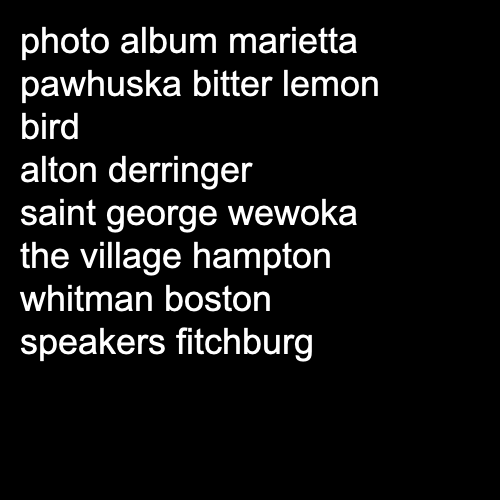 photo album marietta
pawhuska bitter lemon
bird
alton derringer
saint george wewoka
the village hampton
whitman boston
speakers fitchburg